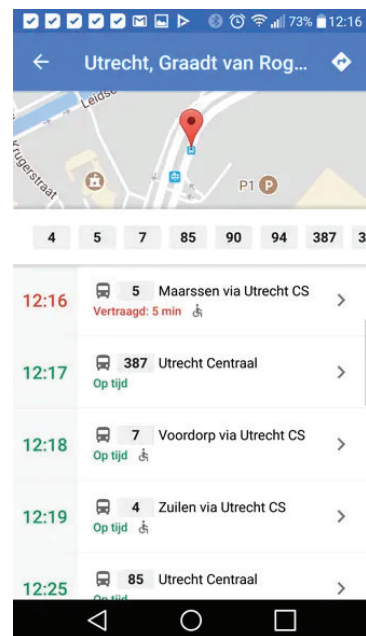 73% 12:16
Utrecht, Graadt van Rog...
Leidse
Krugerstraat
P1 P
4 5 7 85 90 94 387 3
12:16 5 Maarssen via Utrecht CS
Vertraagd: 5 min
12:17 387 Utrecht Centraal
Op tijd
12:18 7 Voordorp via Utrecht CS
Op tijd
12:19 4 Zuilen via Utrecht CS
Op tijd
12:25 85 Utrecht Centraal
Op tijd